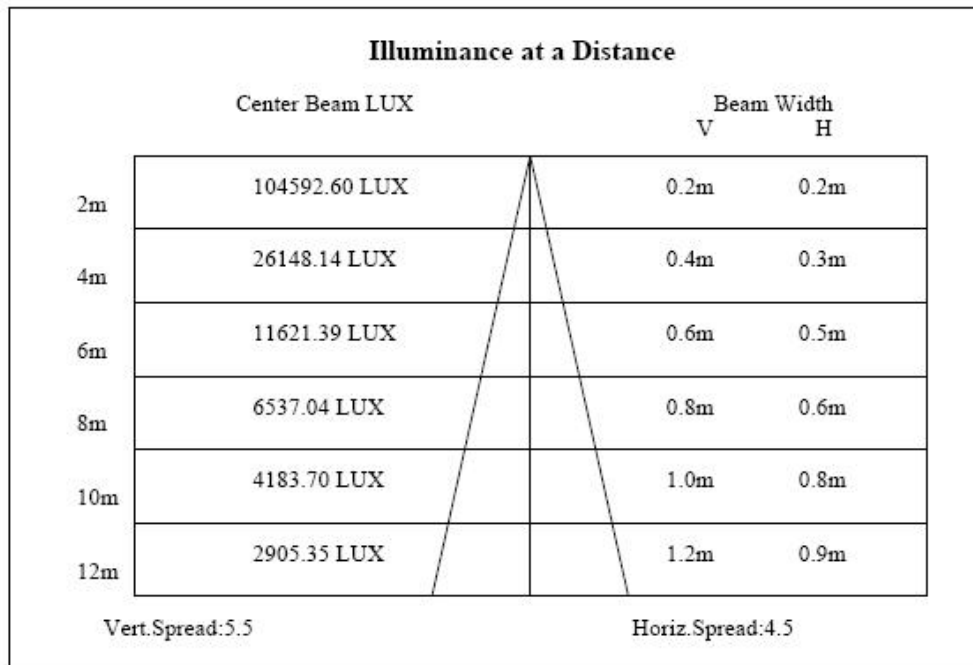 Illuminance at a Distance
Center Beam LUX Beam Width
V H
2m 104592.60 LUX 0.2m 0.2m
4m 26148.14 LUX 0.4m 0.3m
6m 11621.39 LUX 0.6m 0.5m
8m 6537.04 LUX 0.8m 0.6m
10m 4183.70 LUX 1.0m 0.8m
12m 2905.35 LUX 1.2m 0.9m
Vert.Spread:5.5 Horiz.Spread:4.5